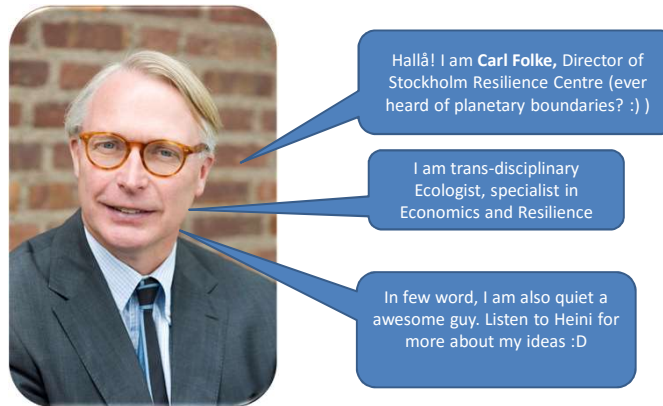 Hallå! I am Carl Folke, Director of
Stockholm Resilience Centre (ever
heard of planetary boundaries? :) )
I am trans-disciplinary
Ecologist, specialist in
Economics and Resilience
In few word, I am also quiet a
awesome guy. Listen to Heini for
more about my ideas :D